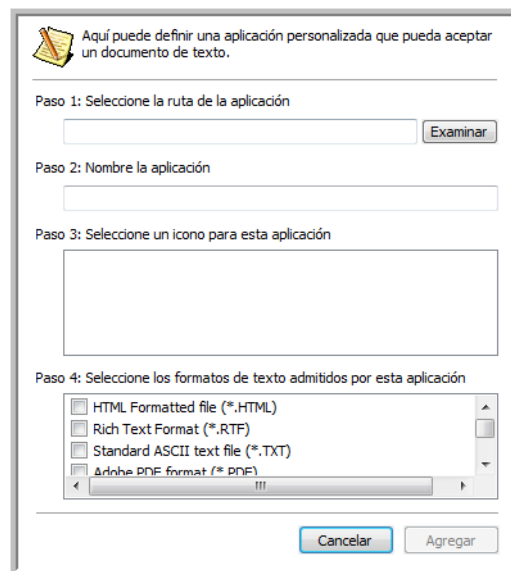 Aquí puede definir una aplicación personalizada que pueda aceptar
un documento de texto.
Paso 1: Seleccione la ruta de la aplicación
Examinar
Paso 2: Nombre la aplicación
Paso 3: Seleccione un icono para esta aplicación
Paso 4: Seleccione los formatos de texto admitidos por esta aplicación
HTML Formatted file (*.HTML)
Rich Text Format (*.RTF)
Standard ASCII text file (*.TXT)
Adobe PDF format (*.PDF)
Cancelar
Agregar